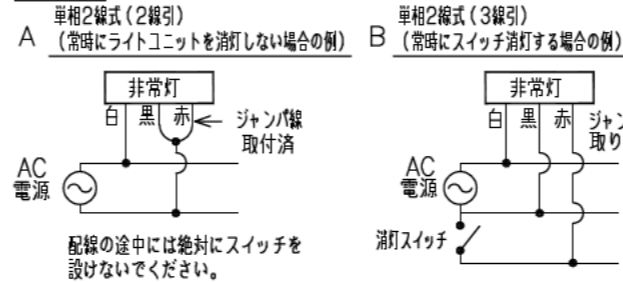 A 単相2線式（2線引）
（常時にライトユニットを消灯しない場合の例）
非常灯
白 黒 赤
ジャンパ線
取付済
AC
電源
配線の途中には絶対にスイッチを
設けないでください。
B 単相2線式（3線引）
（常時にスイッチ消灯する場合の例）
非常灯
白 黒 赤
ジャン
取り
AC
電源
消灯スイッチ